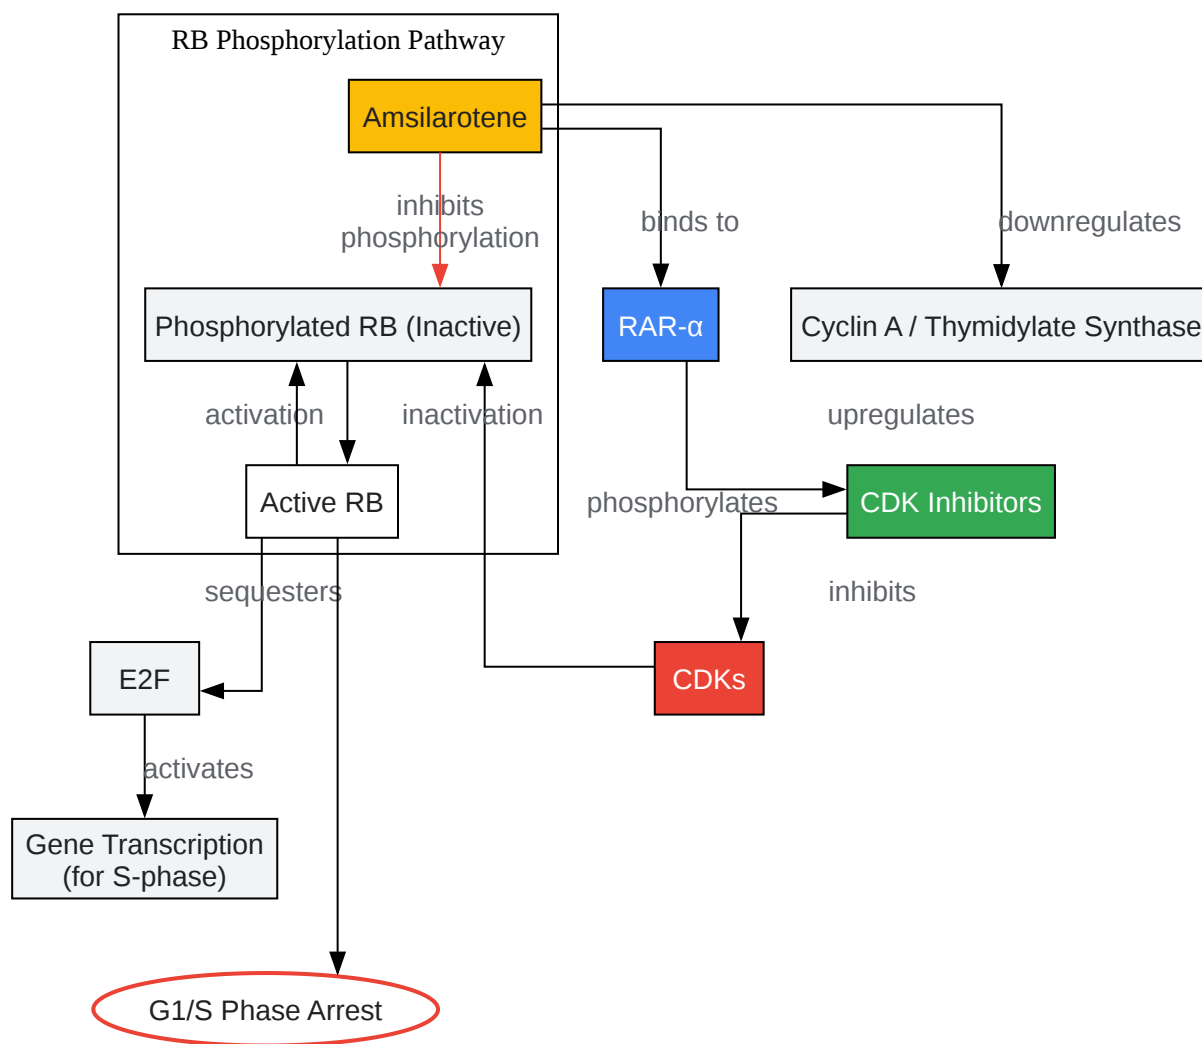 RB Phosphorylation Pathway
Amsilarotene
inhibits
phosphorylation
binds to
downregulates
Phosphorylated RB (Inactive)
RAR-α
Cyclin A / Thymidylate Synthase
activation
inactivation
upregulates
Active RB
phosphorylates
CDK Inhibitors
sequesters
inhibits
E2F
CDKs
activates
Gene Transcription
(for S-phase)
G1/S Phase Arrest